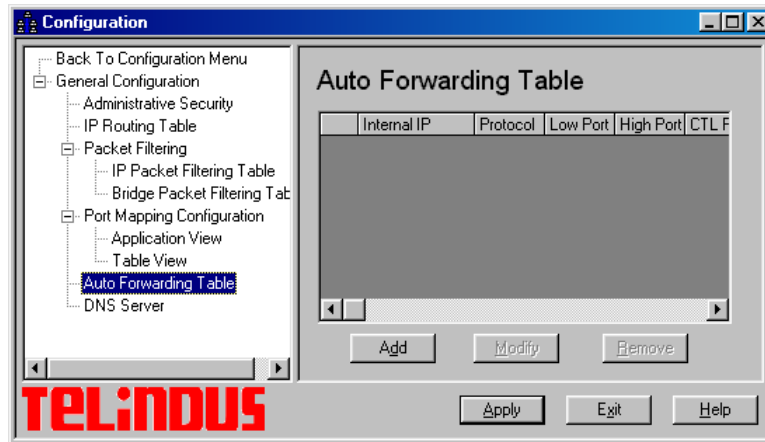 Configuration
Back To Configuration Menu
General Configuration
Administrative Security
IP Routing Table
Packet Filtering
IP Packet Filtering Table
Bridge Packet Filtering Tab
Port Mapping Configuration
Application View
Table View
Auto Forwarding Table
DNS Server
Auto Forwarding Table
Internal IP Protocol Low Port High Port CTL P
Add Modify Remove
TELINDUS
Apply Exit Help